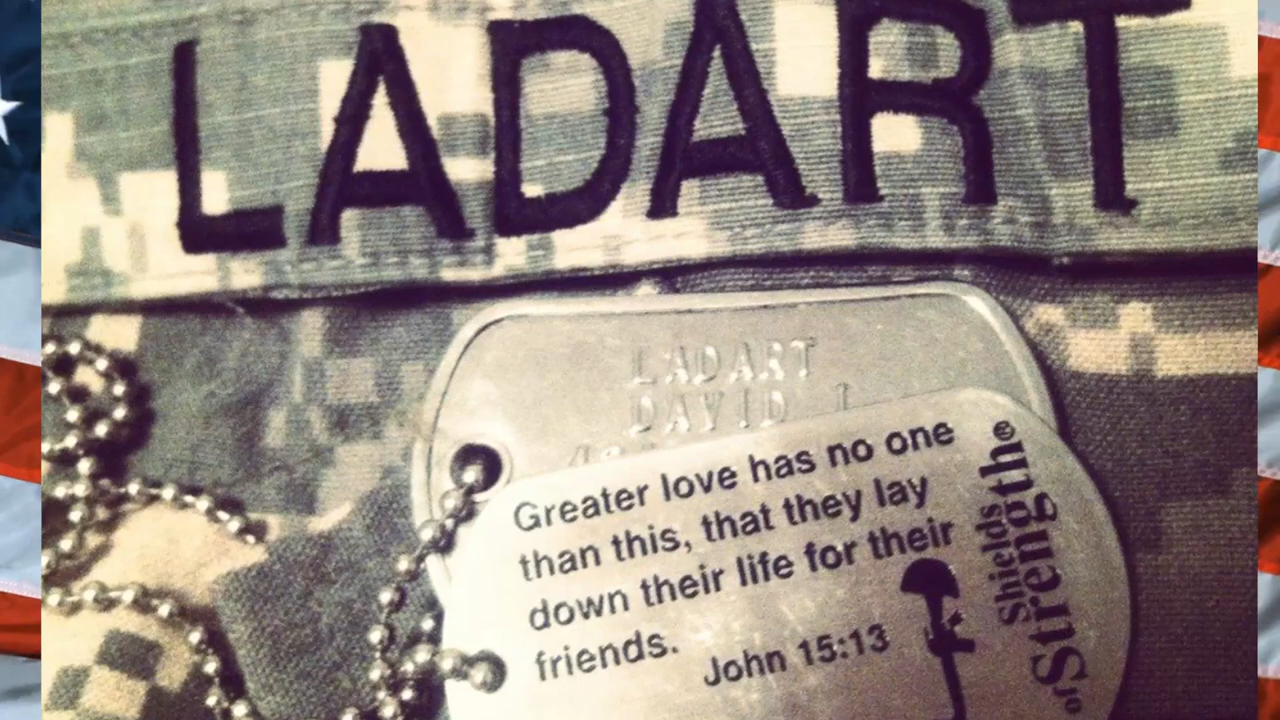 LADART
LADART
DAVID J
Greater love has no one
than this, that they lay
down their life for their
friends.
John 15:13
Shields
of Strength®